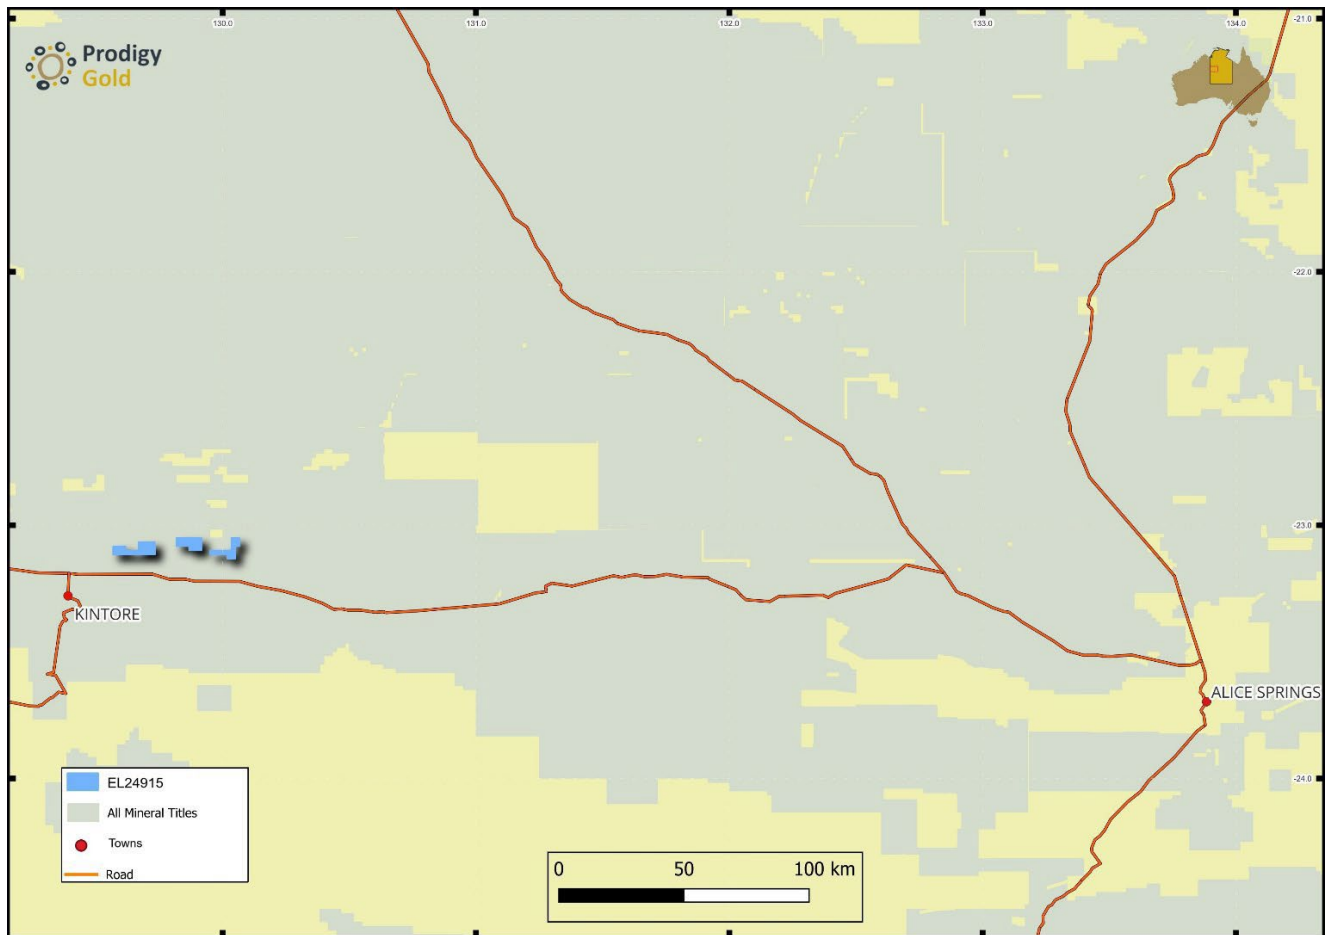 130.0
131.0
132.0
133.0
134.0
-21.0
Prodigy
Gold
-22.0
-23.0
KINTORE
ALICE SPRINGS
-24.0
EL24915
All Mineral Titles
Towns
Road
0 50 100 km